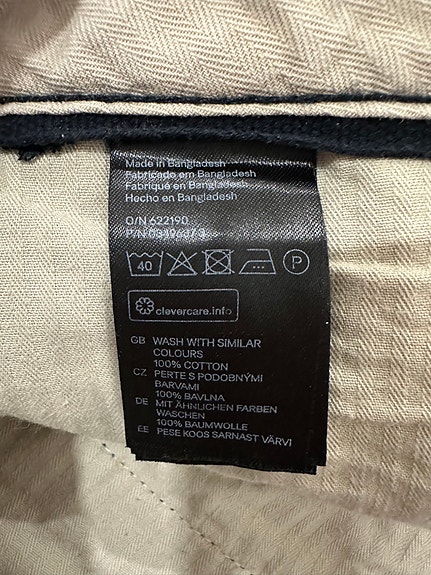 Made in Bangladesh
Fabricado em Bangladesh
Fabriqué en Bangladesh
Hecho en Bangladesh
O/N 622190
P/N
40 P
clevercare.info
GB WASH WITH SIMILAR
COLOURS
100% COTTON
CZ PERTE S PODOBNÝMI
BARVAMI
100% BAVLNA
DE MIT ÄHNLICHEN FARBEN
WASCHEN
100% BAUMWOLLE
EE PESE KOOS SARNAST VÄRVI